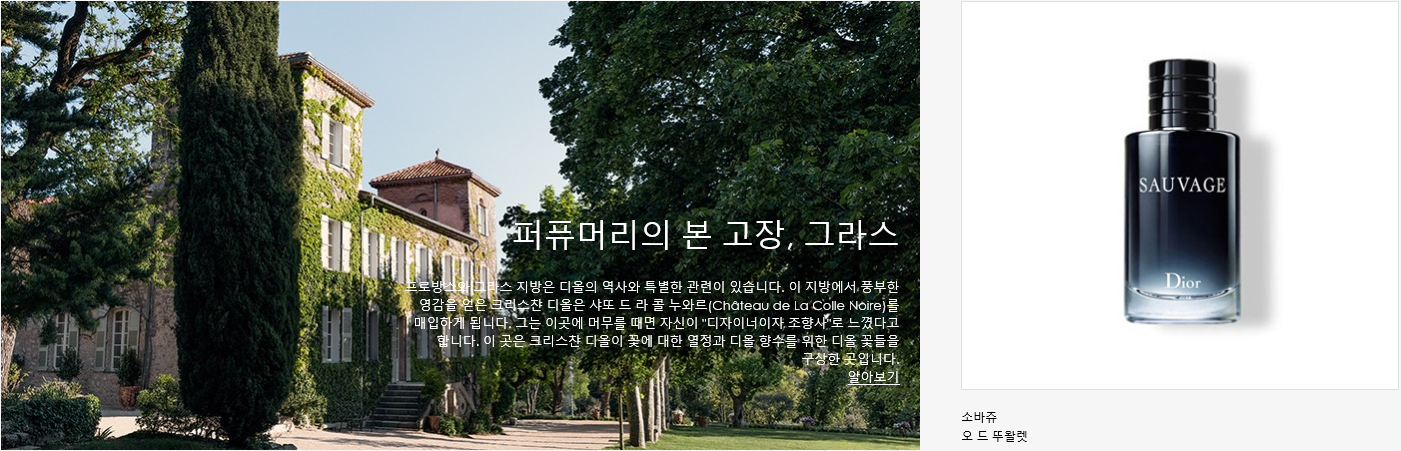 퍼퓨머리의 본 고장, 그라스
프로방스와 그라스 지방은 디올의 역사와 특별한 관련이 있습니다. 이 지방에서 풍부한
영감을 얻은 크리스챤 디올은 샤또 드 라 콜 누와르(Château de La Colle Noire)를
매입하게 됩니다. 그는 이곳에 머무를 때면 자신이 "디자이너이자 조향사"로 느꼈다고
합니다. 이 곳은 크리스챤 디올이 꽃에 대한 열정과 디올 향수를 위한 디올 꽃들을
구상한 곳입니다.
알아보기
SAUVAGE
Dior
소바쥬
오 드 뚜왈렛